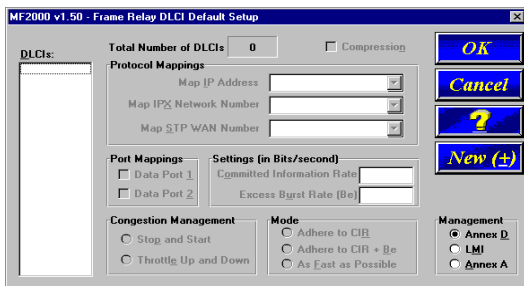 MF2000 v1.50 - Frame Relay DLCI Default Setup
DLCIs:
Total Number of DLCIs 0
Compression
Protocol Mappings
Map IP Address
Map IPX Network Number
Map STP WAN Number
Port Mappings
Data Port 1
Data Port 2
Settings (in Bits/second)
Committed Information Rate
Excess Burst Rate (Be)
Congestion Management
Stop and Start
Throttle Up and Down
Mode
Adhere to CIR
Adhere to CIR + Be
As Fast as Possible
OK
Cancel
?
New (+)
Management
Annex D
LMI
Annex A